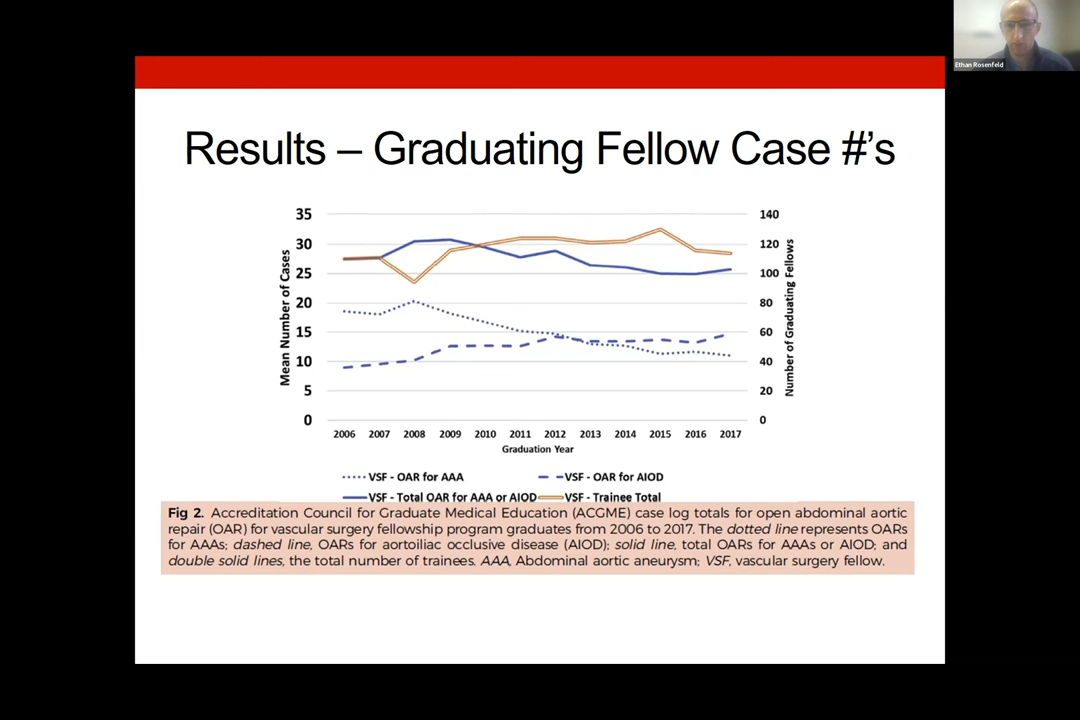 Ethan Rosenfeld
Results – Graduating Fellow Case #’s
35
30
25
20
15
10
5
0
Mean Number of Cases
140
120
100
80
60
40
20
0
Number of Graduating Fellows
2006 2007 2008 2009 2010 2011 2012 2013 2014 2015 2016 2017
Graduation Year
VSF - OAR for AAA VSF - OAR for AIOD
VSF - Total OAR for AAA or AIOD VSF - Trainee Total
Fig 2. Accreditation Council for Graduate Medical Education (ACGME) case log totals for open abdominal aortic
repair (OAR) for vascular surgery fellowship program graduates from 2006 to 2017. The dotted line represents OARs
for AAAs; dashed line, OARs for aortoiliac occlusive disease (AIOD); solid line, total OARs for AAAs or AIOD; and
double solid lines, the total number of trainees. AAA, Abdominal aortic aneurysm; VSF, vascular surgery fellow.